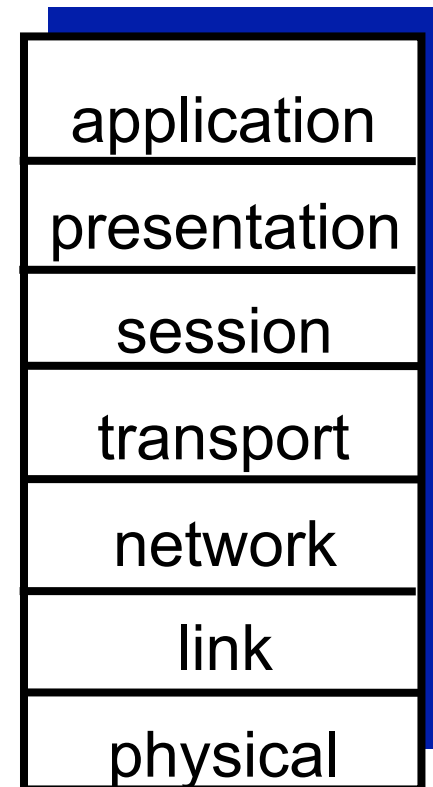 application
presentation
session
transport
network
link
physical